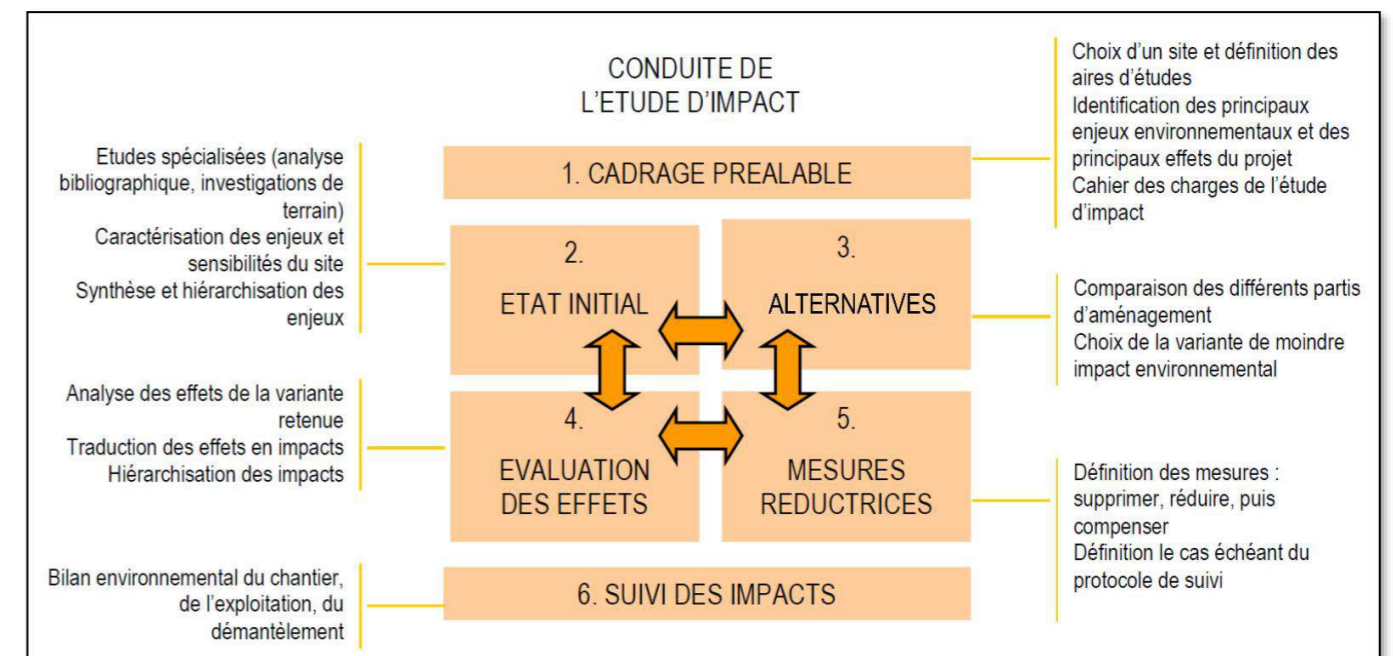 CONDUITE DE
L'ETUDE D'IMPACT
1. CADRAGE PREALABLE
Choix d'un site et définition des
aires d'études
Identification des principaux
enjeux environnementaux et des
principaux effets du projet
Cahier des charges de l'étude
d'impact
Etudes spécialisées (analyse
bibliographique, investigations de
terrain)
Caractérisation des enjeux et
sensibilités du site
Synthèse et hiérarchisation des
enjeux
2.
ETAT INITIAL
3.
ALTERNATIVES
Comparaison des différents partis
d'aménagement
Choix de la variante de moindre
impact environnemental
Analyse des effets de la variante
retenue
Traduction des effets en impacts
Hiérarchisation des impacts
4.
EVALUATION
DES EFFETS
5.
MESURES
REDUCTRICES
Définition des mesures :
supprimer, réduire, puis
compenser
Définition le cas échéant du
protocole de suivi
Bilan environnemental du chantier,
de l'exploitation, du
démantèlement
6. SUIVI DES IMPACTS